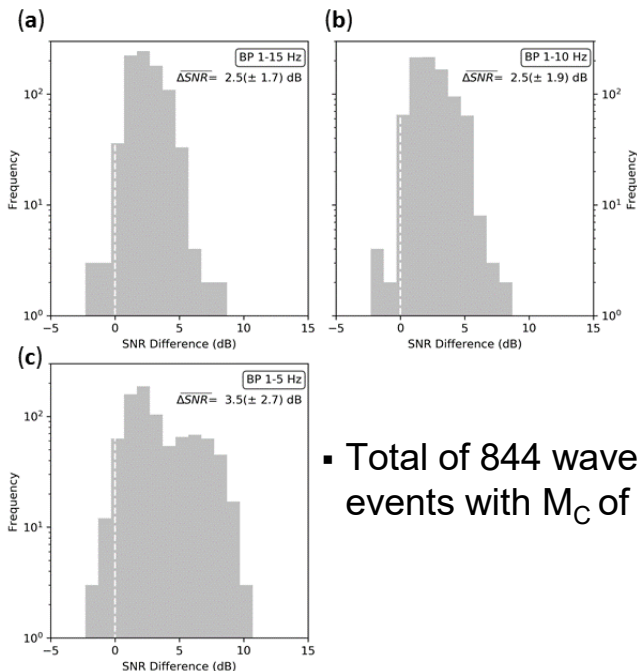 (a)
BP 1-15 Hz
ΔSNR= 2.5(± 1.7) dB
Frequency
10²
10¹
10⁰
−5 0 5 10 15
SNR Difference (dB)
(b)
BP 1-10 Hz
ΔSNR= 2.5(± 1.9) dB
Frequency
10²
10¹
10⁰
−5 0 5 10 15
SNR Difference (dB)
(c)
BP 1-5 Hz
ΔSNR= 3.5(± 2.7) dB
Frequency
10²
10¹
10⁰
−5 0 5 10 15
SNR Difference (dB)
▪ Total of 844 wave
events with M_C of